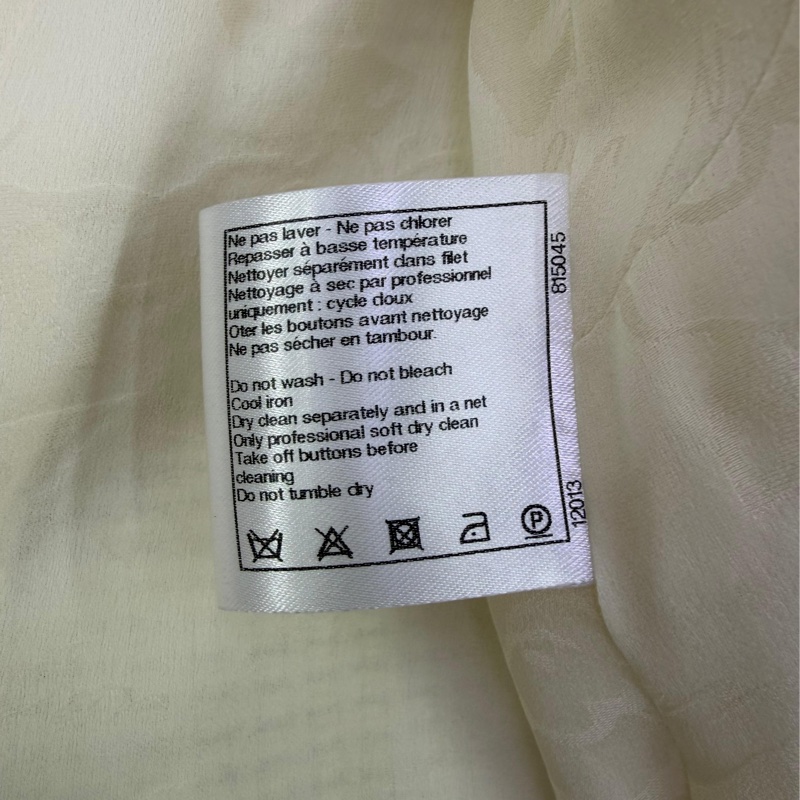 Ne pas laver - Ne pas chlorer
Repasser à basse température
Nettoyer séparément dans filet
Nettoyage à sec par professionnel
uniquement : cycle doux
Oter les boutons avant nettoyage
Ne pas sécher en tambour.
Do not wash - Do not bleach
Cool iron
Dry clean separately and in a net
Only professional soft dry clean
Take off buttons before
cleaning
Do not tumble dry
P
815045
12013